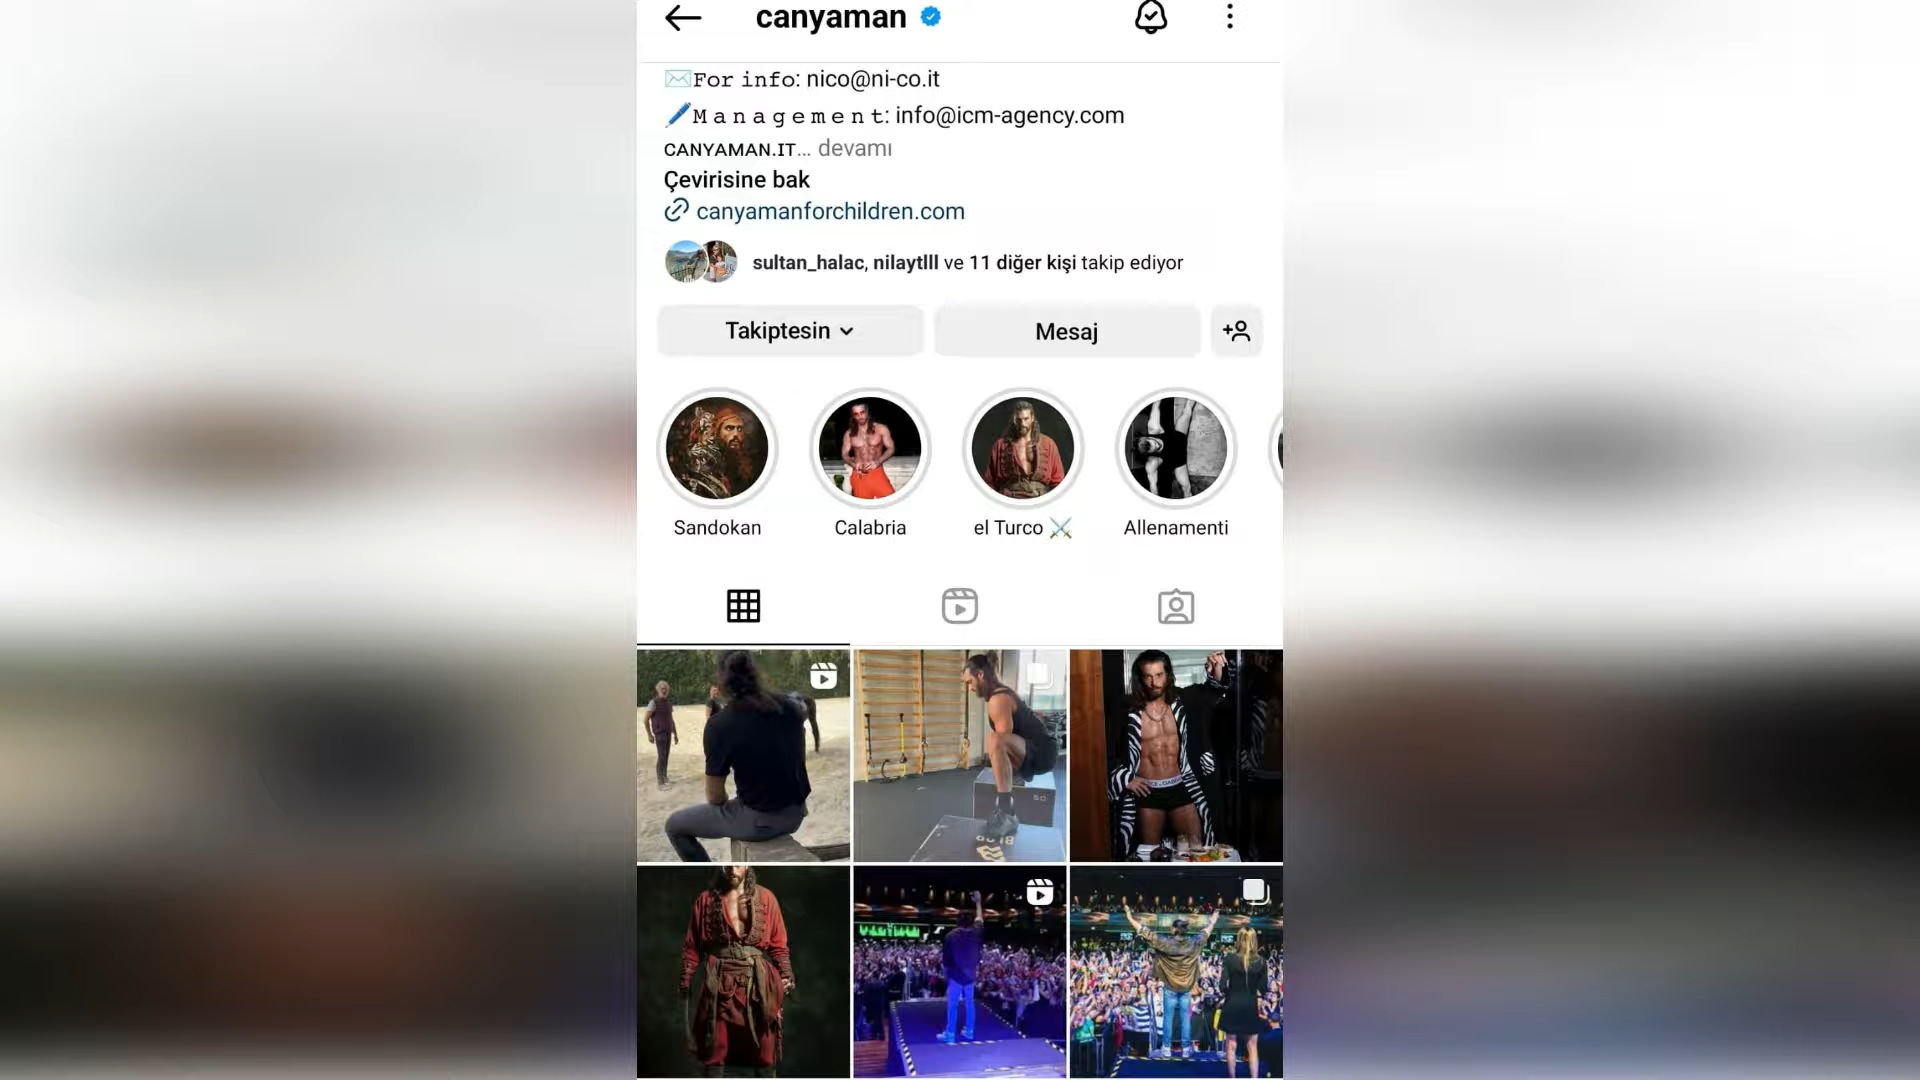 canyaman
✉️For info: nico@ni-co.it
🖊️Management: info@icm-agency.com
CANYAMAN.IT... devamı
Çevirisine bak
canyamanforchildren.com
sultan_halac, nilaytlll ve 11 diğer kişi takip ediyor
Takiptesin
Mesaj
Sandokan
Calabria
el Turco ⚔️
Allenamenti
50